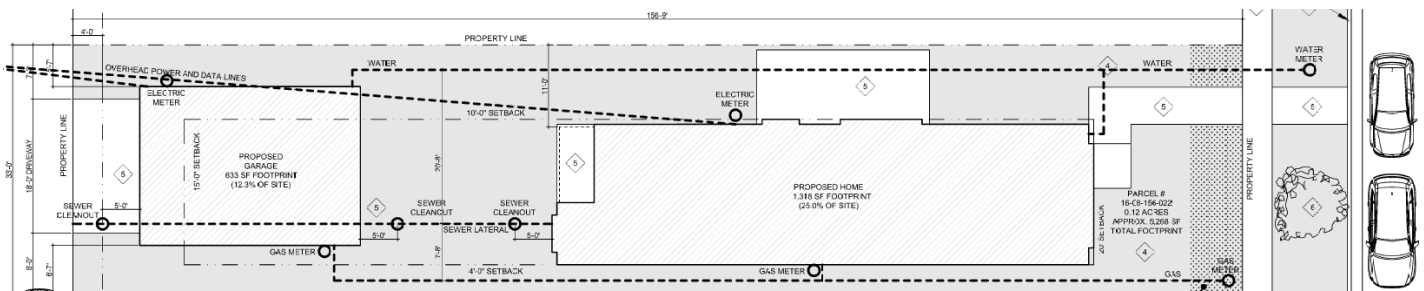 156'-9"
4'-0"
PROPERTY LINE
WATER
WATER
WATER
METER
OVERHEAD POWER AND DATA LINES
ELECTRIC
METER
ELECTRIC
METER
11'-0"
4
5
5
5
10'-0" SETBACK
33'-0"
18'-0" DRIVEWAY
PROPERTY LINE
15'-0" SETBACK
PROPOSED
GARAGE
633 SF FOOTPRINT
(12.3% OF SITE)
5
5
20'-8"
PROPOSED HOME
1,318 SF FOOTPRINT
(25.0% OF SITE)
PROPERTY LINE
PARCEL #
0.12 ACRES
APPROX. 5,268 SF
TOTAL FOOTPRINT
20' SETBACK
4
6
SEWER
CLEANOUT
5'-0"
5
SEWER
CLEANOUT
SEWER
CLEANOUT
SEWER LATERAL
5'-0"
5'-0"
GAS METER
7'-8"
8'-0"
6'-7"
4'-0" SETBACK
GAS METER
GAS
GAS
METER